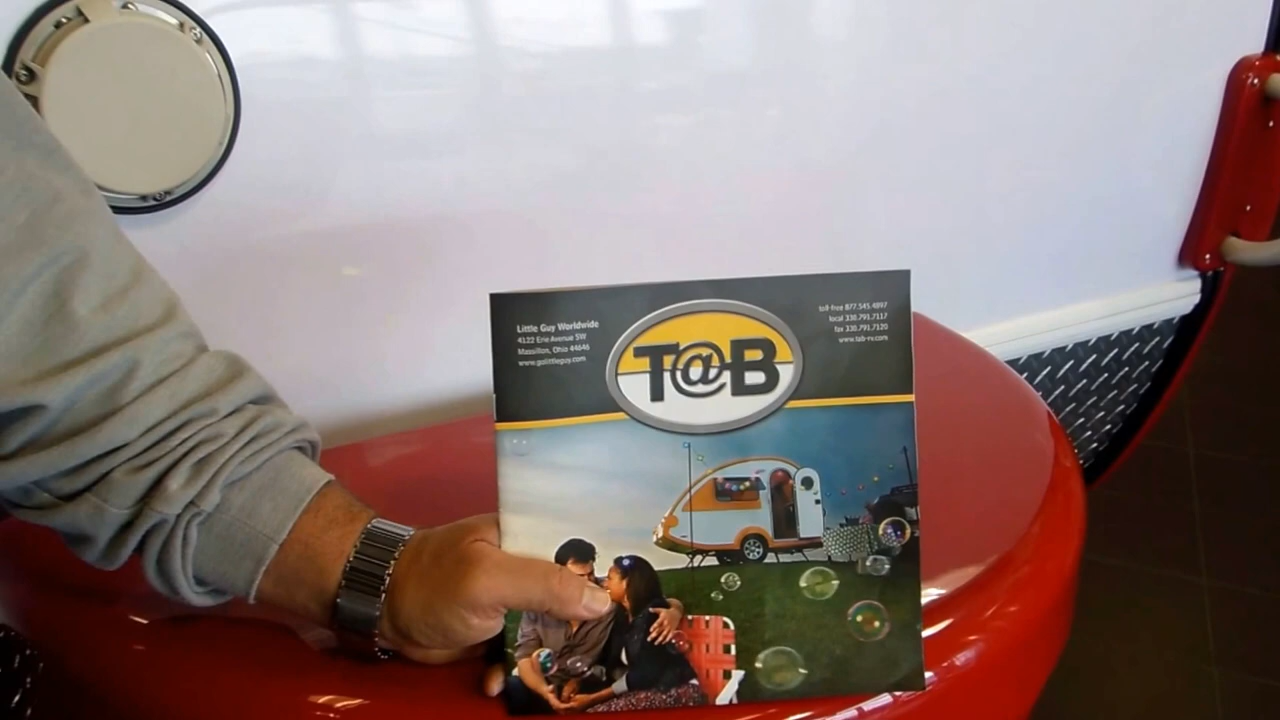 Little Guy Worldwide
4122 Erie Avenue SW
Massillon, Ohio 44646
www.golittleguy.com
T@B
toll-free 877.545.4897
local 330.791.7117
fax 330.791.7120
www.tab-rv.com